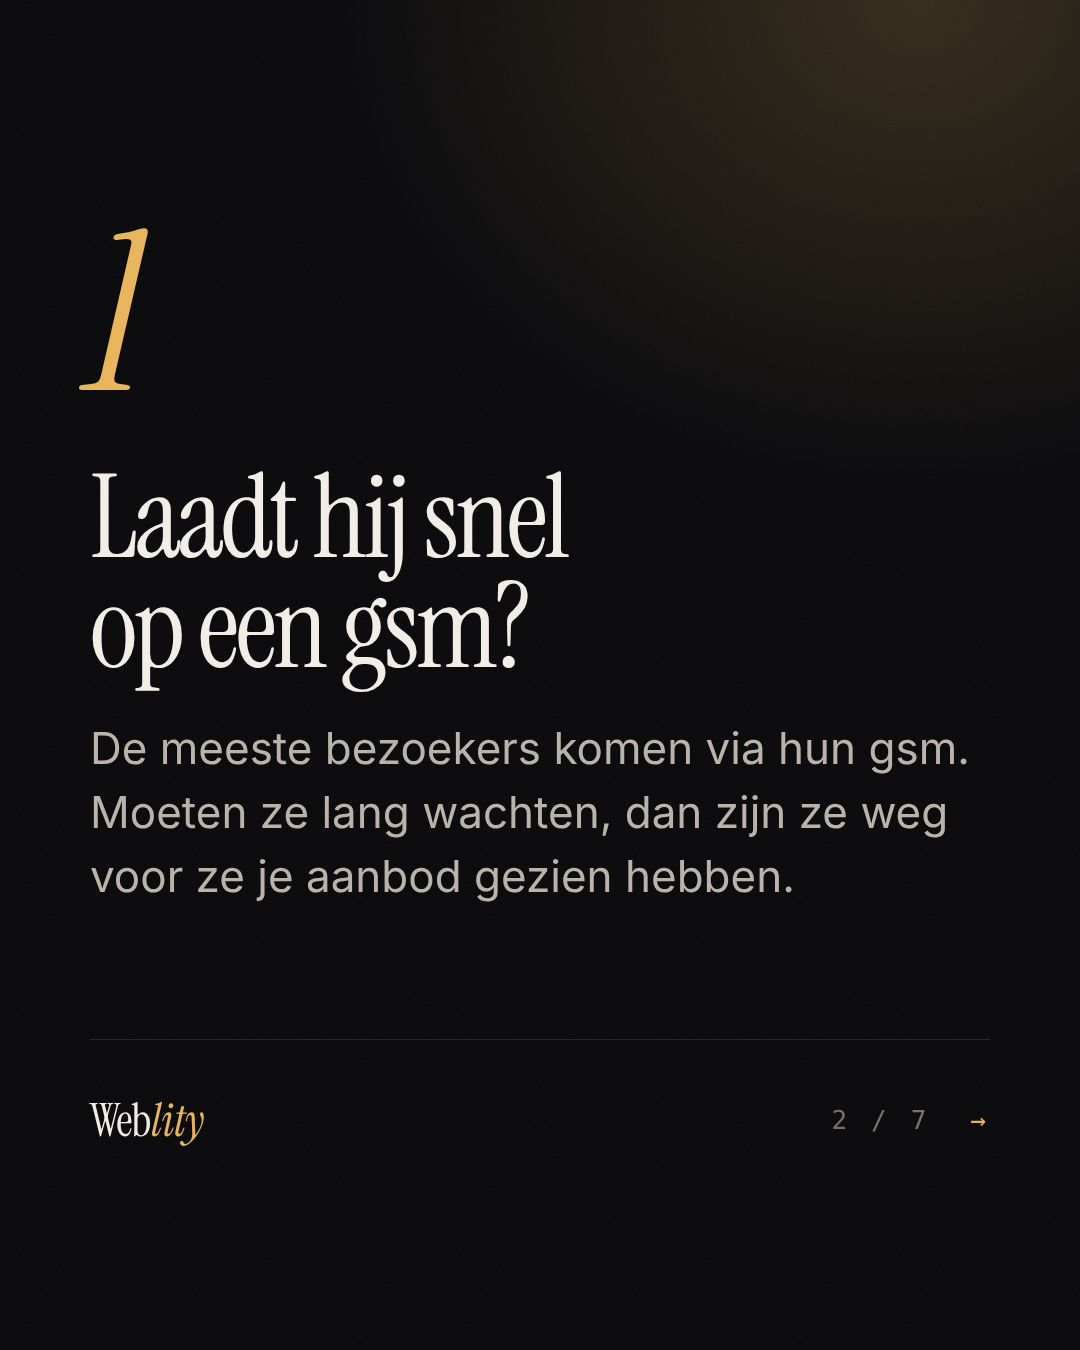 1
Laadt hij snel
op een gsm?
De meeste bezoekers komen via hun gsm.
Moeten ze lang wachten, dan zijn ze weg
voor ze je aanbod gezien hebben.
Weblity
2 / 7 →